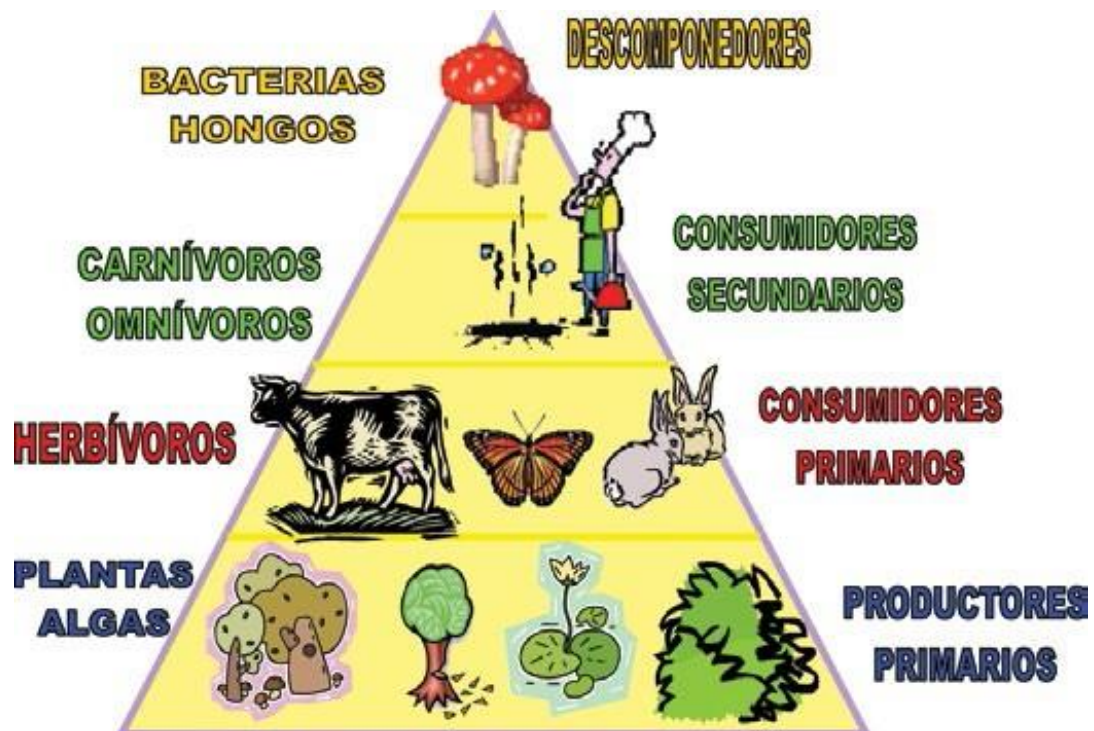 DESCOMPONEDORES
BACTERIAS
HONGOS
CARNÍVOROS
OMNÍVOROS
CONSUMIDORES
SECUNDARIOS
HERBÍVOROS
CONSUMIDORES
PRIMARIOS
PLANTAS
ALGAS
PRODUCTORES
PRIMARIOS